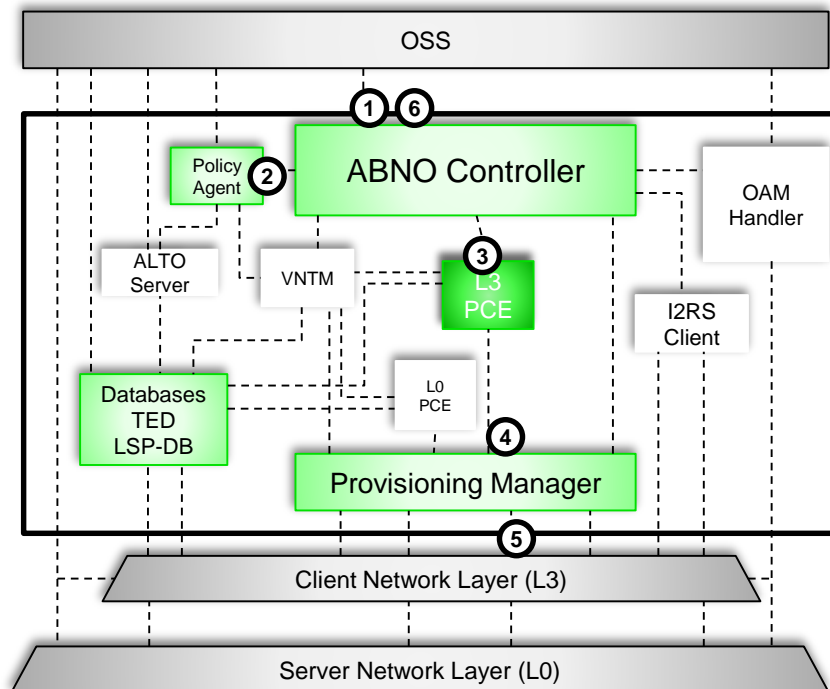 OSS
1 6
Policy
Agent
2
ABNO Controller
OAM
Handler
ALTO
Server
VNTM
3
L3
PCE
I2RS
Client
Databases
TED
LSP-DB
L0
PCE
4
Provisioning Manager
5
Client Network Layer (L3)
Server Network Layer (L0)